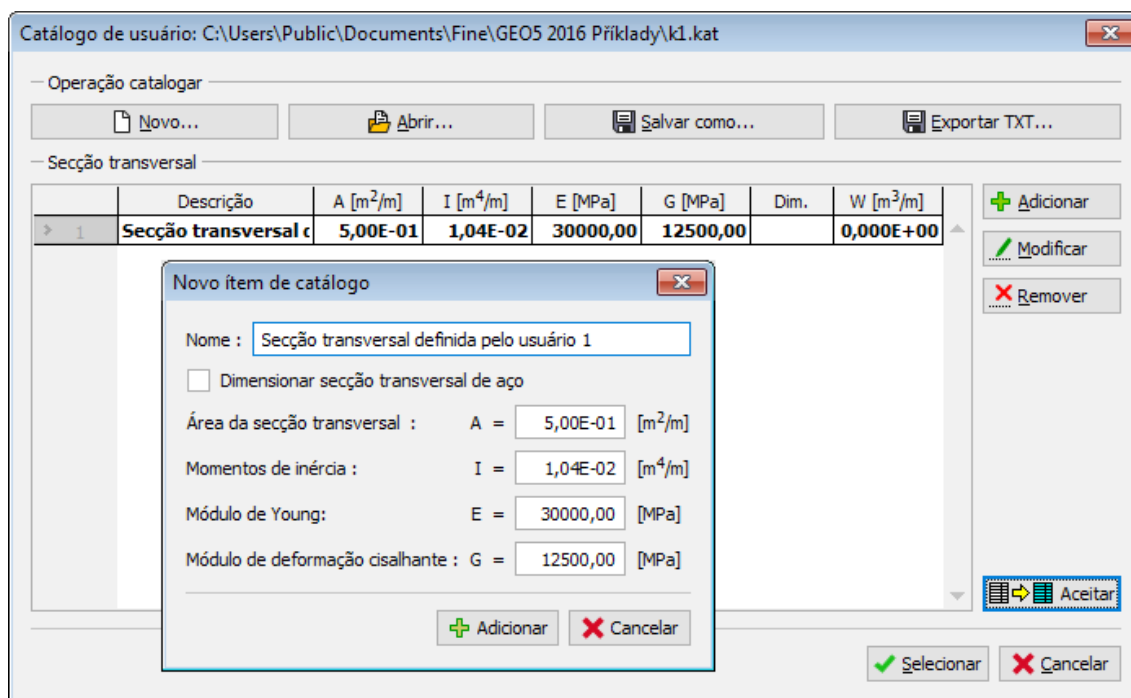 Catálogo de usuário: C:\Users\Public\Documents\Fine\GEO5 2016 Příklady\k1.kat
Operação catalogar
Novo... Abrir... Salvar como... Exportar TXT...
Secção transversal
Descrição A [m²/m] I [m⁴/m] E [MPa] G [MPa] Dim. W [m³/m]
1 Secção transversal d 5,00E-01 1,04E-02 30000,00 12500,00 0,000E+00
Adicionar
Modificar
Remover
Novo ítem de catálogo
Nome : Secção transversal definida pelo usuário 1
Dimensionar secção transversal de aço
Área da secção transversal : A = 5,00E-01 [m²/m]
Momentos de inércia : I = 1,04E-02 [m⁴/m]
Módulo de Young: E = 30000,00 [MPa]
Módulo de deformação cisalhante : G = 12500,00 [MPa]
Adicionar Cancelar
Aceitar
Selecionar Cancelar